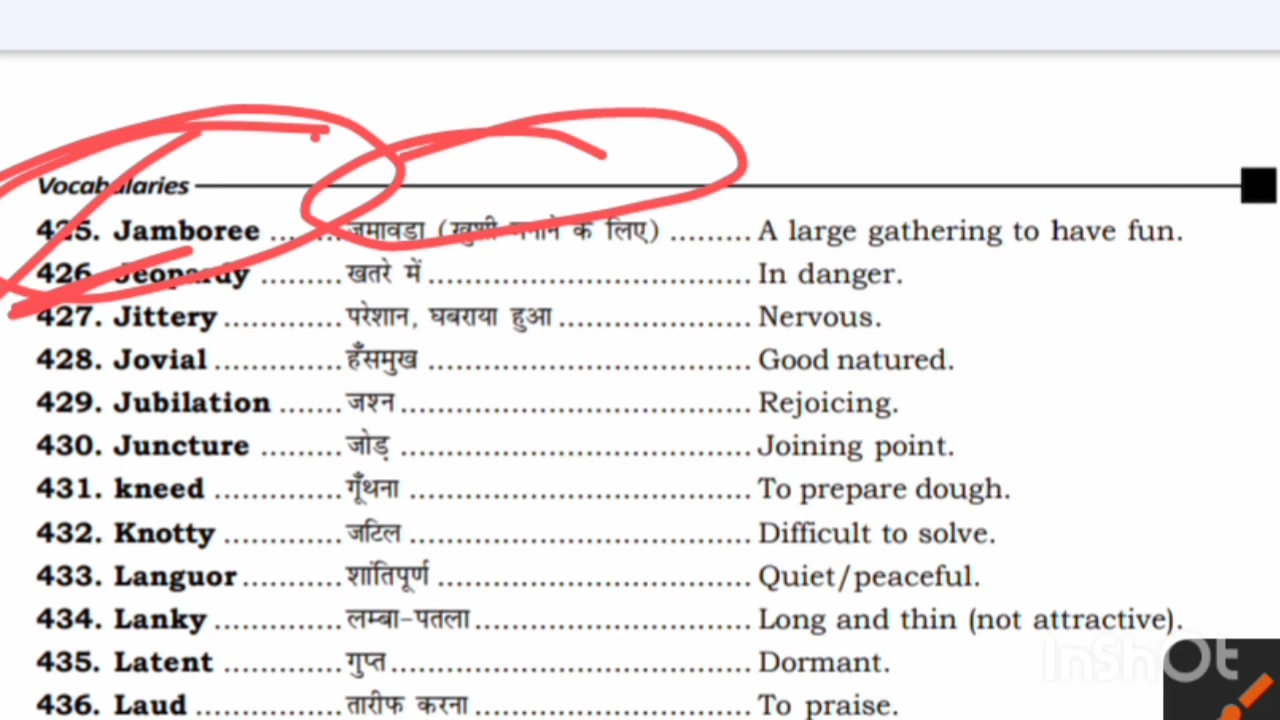 Vocabularies
425. Jamboree ........ जमावडा (खुशी मनाने के लिए) ......... A large gathering to have fun.
426. Jeopardy ......... खतरे में .................................... In danger.
427. Jittery ............. परेशान, घबराया हुआ ..................... Nervous.
428. Jovial .............. हँसमुख .................................... Good natured.
429. Jubilation ....... जश्न ....................................... Rejoicing.
430. Juncture ......... जोड़ ....................................... Joining point.
431. kneed .............. गूँथना ...................................... To prepare dough.
432. Knotty ............. जटिल ...................................... Difficult to solve.
433. Languor ........... शांतिपूर्ण ................................... Quiet/peaceful.
434. Lanky .............. लम्बा-पतला .............................. Long and thin (not attractive).
435. Latent ............. गुप्त ........................................ Dormant.
436. Laud ................ तारीफ करना .............................. To praise.
InShOt